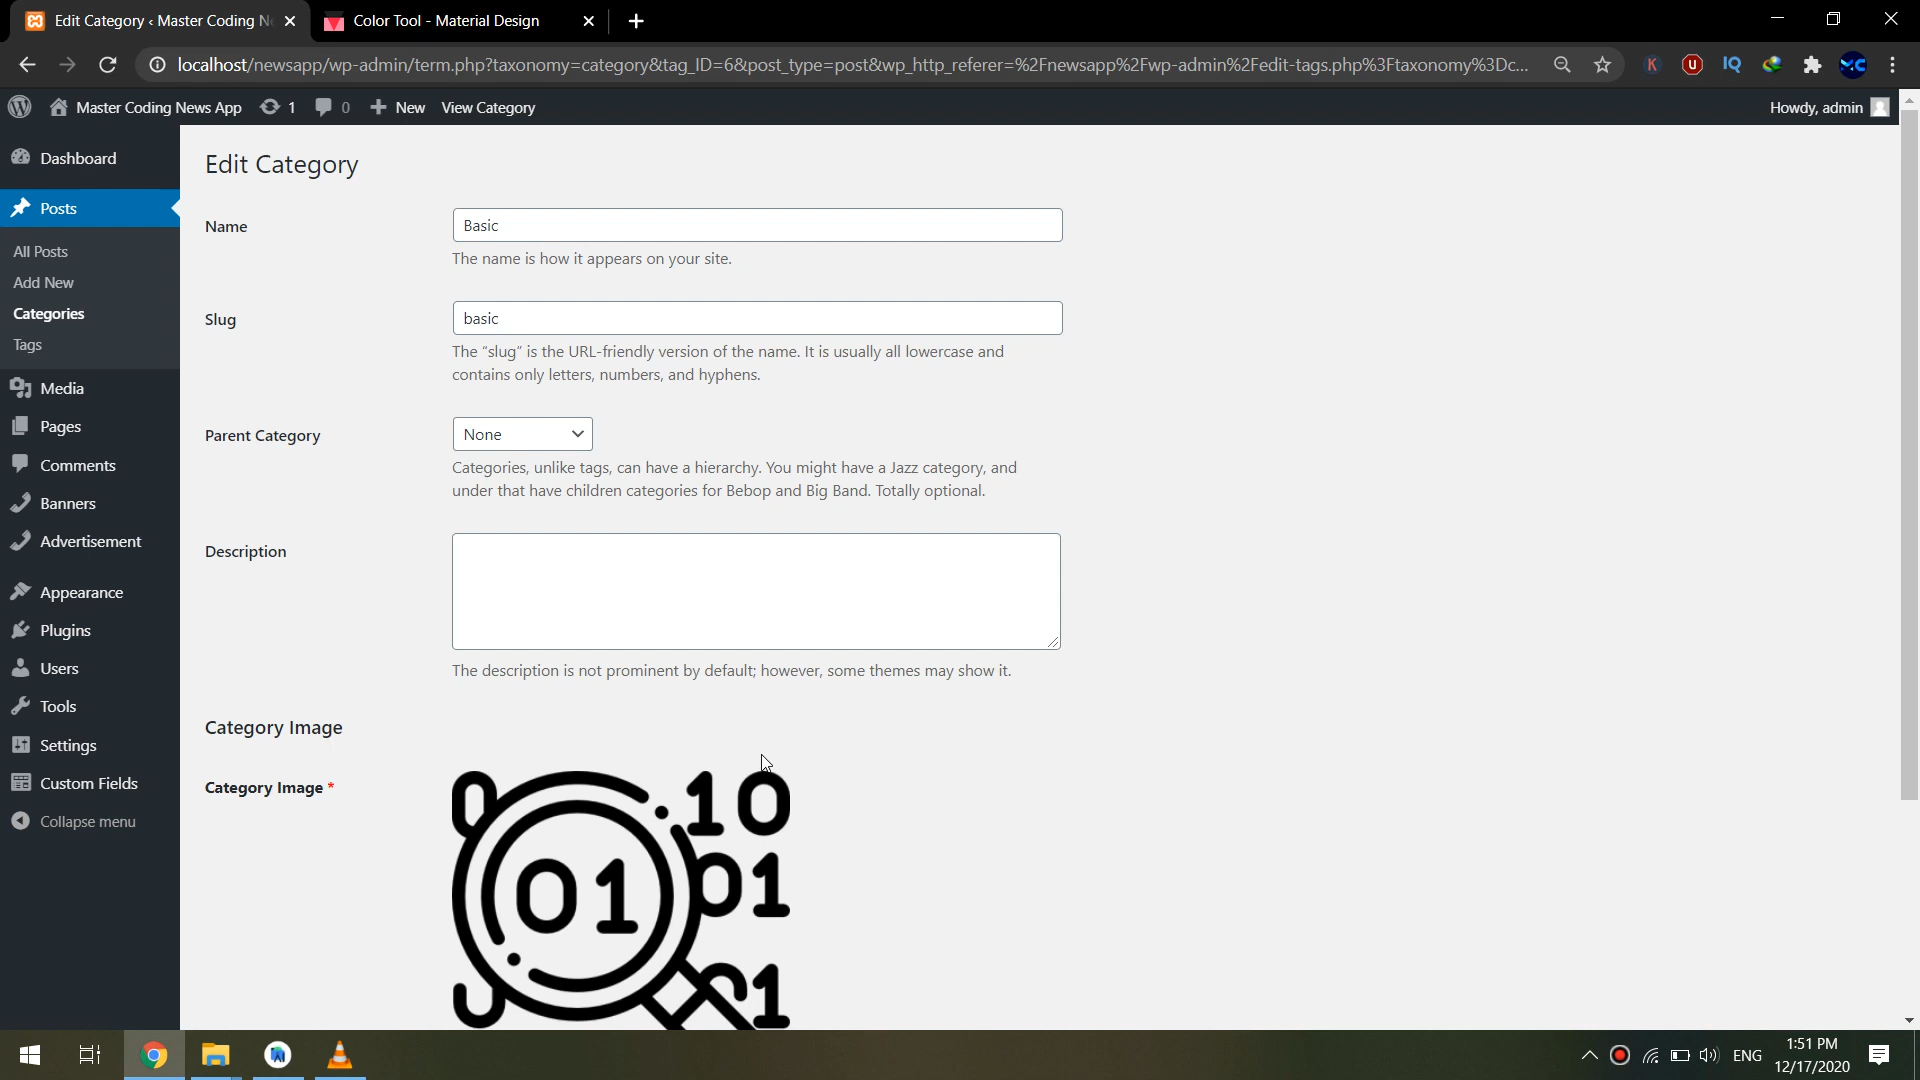 Edit Category ‹ Master Coding N
Color Tool - Material Design
localhost/newsapp/wp-admin/term.php?taxonomy=category&tag_ID=6&post_type=post&wp_http_referer=%2Fnewsapp%2Fwp-admin%2Fedit-tags.php%3Ftaxonomy%3Dc...
K
U
IQ
MC
Master Coding News App
1
0
New
View Category
Howdy, admin
Dashboard
Posts
All Posts
Add New
Categories
Tags
Media
Pages
Comments
Banners
Advertisement
Appearance
Plugins
Users
Tools
Settings
Custom Fields
Collapse menu
Edit Category
Name
Basic
The name is how it appears on your site.
Slug
basic
The “slug” is the URL-friendly version of the name. It is usually all lowercase and
contains only letters, numbers, and hyphens.
Parent Category
None
Categories, unlike tags, can have a hierarchy. You might have a Jazz category, and
under that have children categories for Bebop and Big Band. Totally optional.
Description
The description is not prominent by default; however, some themes may show it.
Category Image
Category Image *
0
10
01
01
1
ENG
1:51 PM
12/17/2020